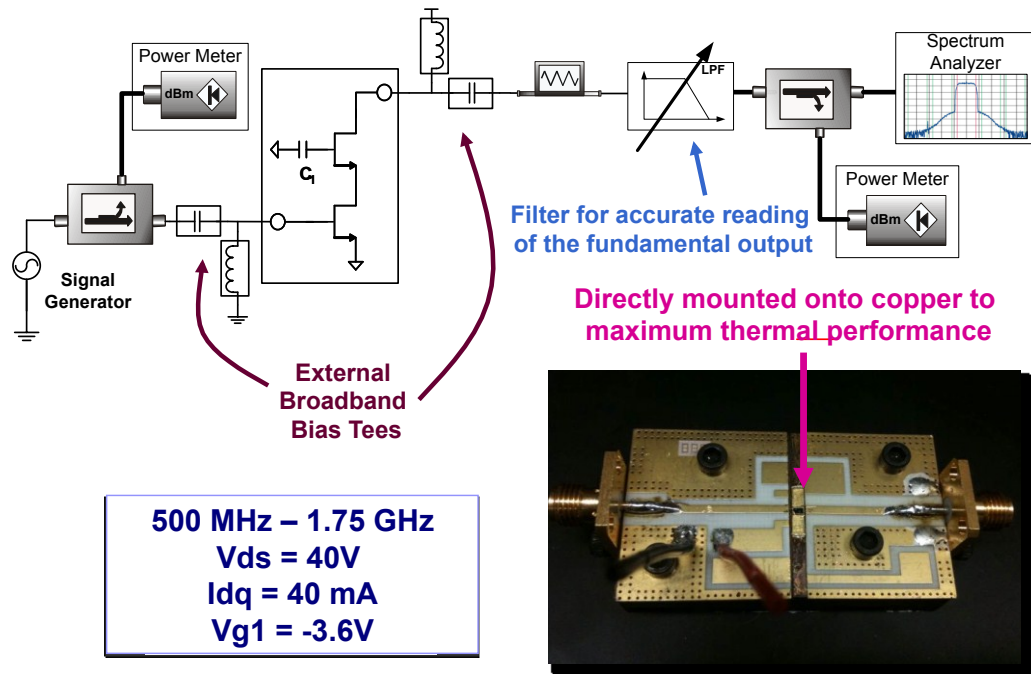 Power Meter
dBm
LPF
Spectrum
Analyzer
C1
Power Meter
dBm
Signal
Generator
Filter for accurate reading
of the fundamental output
Directly mounted onto copper to
maximum thermal performance
External
Broadband
Bias Tees
500 MHz – 1.75 GHz
Vds = 40V
Idq = 40 mA
Vg1 = -3.6V